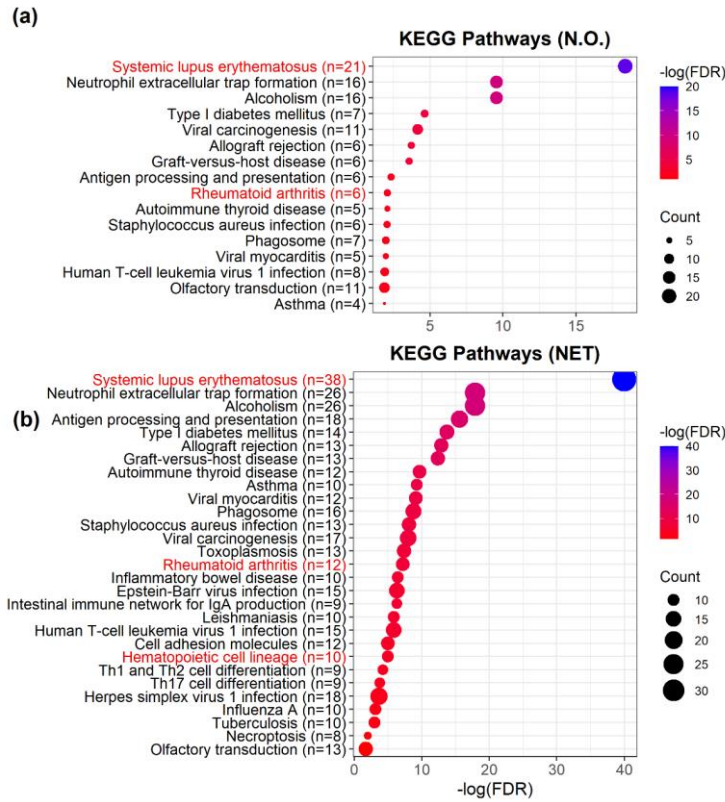 (a)
KEGG Pathways (N.O.)
Systemic lupus erythematosus (n=21)
Neutrophil extracellular trap formation (n=16)
Alcoholism (n=16)
Type I diabetes mellitus (n=7)
Viral carcinogenesis (n=11)
Allograft rejection (n=6)
Graft-versus-host disease (n=6)
Antigen processing and presentation (n=6)
Rheumatoid arthritis (n=6)
Autoimmune thyroid disease (n=5)
Staphylococcus aureus infection (n=6)
Phagosome (n=7)
Viral myocarditis (n=5)
Human T-cell leukemia virus 1 infection (n=8)
Olfactory transduction (n=11)
Asthma (n=4)
5 10 15
-log(FDR)
20
15
10
5
Count
5
10
15
20
KEGG Pathways (NET)
(b)
Systemic lupus erythematosus (n=38)
Neutrophil extracellular trap formation (n=26)
Alcoholism (n=26)
Antigen processing and presentation (n=18)
Type I diabetes mellitus (n=14)
Allograft rejection (n=13)
Graft-versus-host disease (n=13)
Autoimmune thyroid disease (n=12)
Asthma (n=10)
Viral myocarditis (n=12)
Phagosome (n=16)
Staphylococcus aureus infection (n=13)
Viral carcinogenesis (n=17)
Toxoplasmosis (n=13)
Rheumatoid arthritis (n=12)
Inflammatory bowel disease (n=10)
Epstein-Barr virus infection (n=15)
Intestinal immune network for IgA production (n=9)
Leishmaniasis (n=10)
Human T-cell leukemia virus 1 infection (n=15)
Cell adhesion molecules (n=12)
Hematopoietic cell lineage (n=10)
Th1 and Th2 cell differentiation (n=9)
Th17 cell differentiation (n=9)
Herpes simplex virus 1 infection (n=18)
Influenza A (n=10)
Tuberculosis (n=10)
Necroptosis (n=8)
Olfactory transduction (n=13)
0 10 20 30 40
-log(FDR)
-log(FDR)
40
30
20
10
Count
10
15
20
25
30